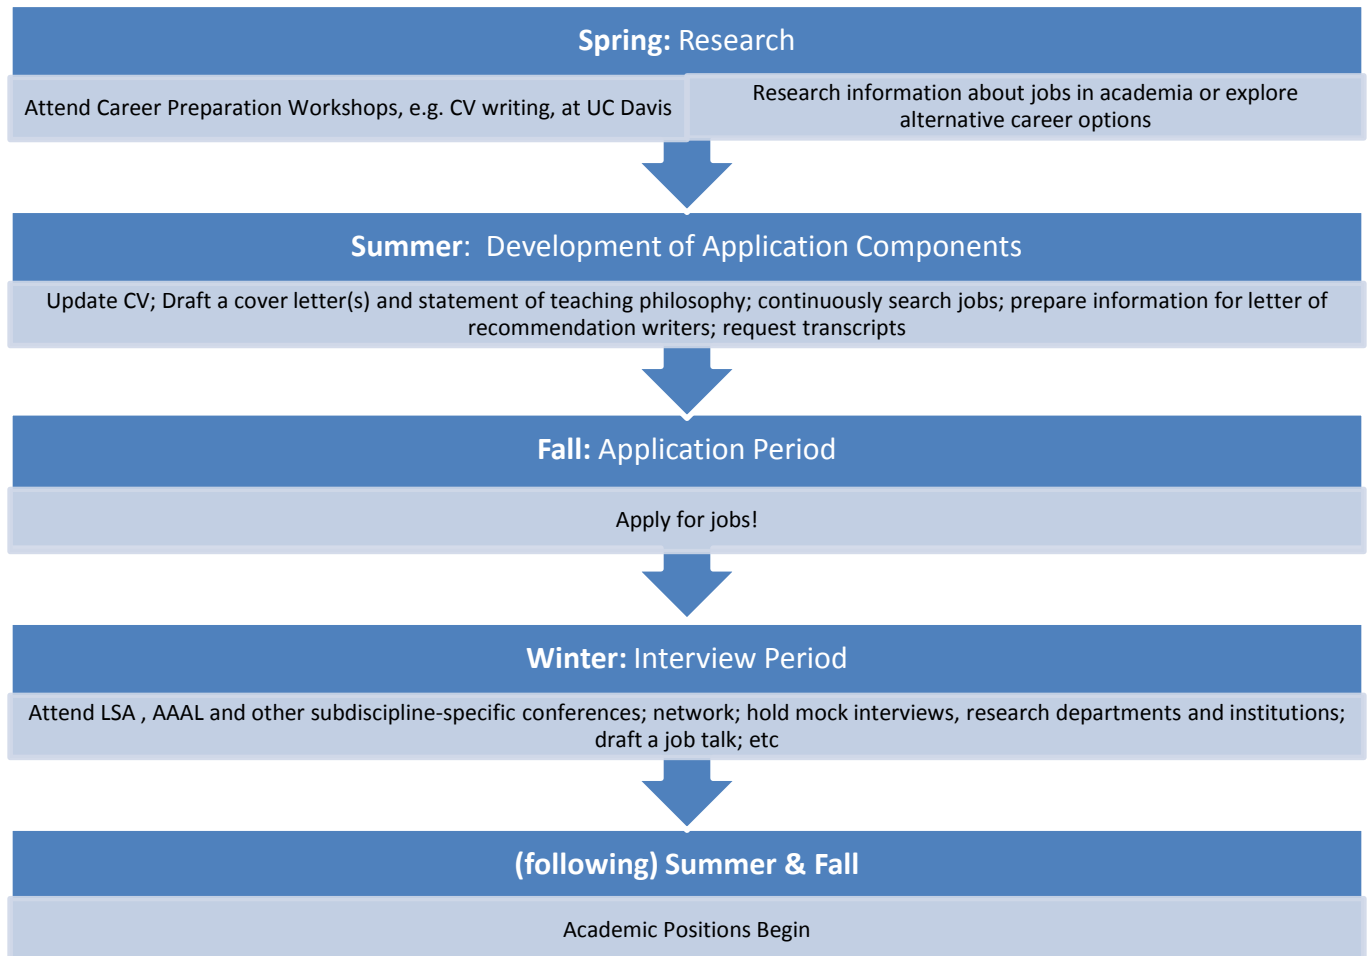 Spring: Research
Attend Career Preparation Workshops, e.g. CV writing, at UC Davis
Research information about jobs in academia or explore
alternative career options
Summer:  Development of Application Components
Update CV; Draft a cover letter(s) and statement of teaching philosophy; continuously search jobs; prepare information for letter of
recommendation writers; request transcripts
Fall: Application Period
Apply for jobs!
Winter: Interview Period
Attend LSA , AAAL and other subdiscipline-specific conferences; network; hold mock interviews, research departments and institutions;
draft a job talk; etc
(following) Summer & Fall
Academic Positions Begin